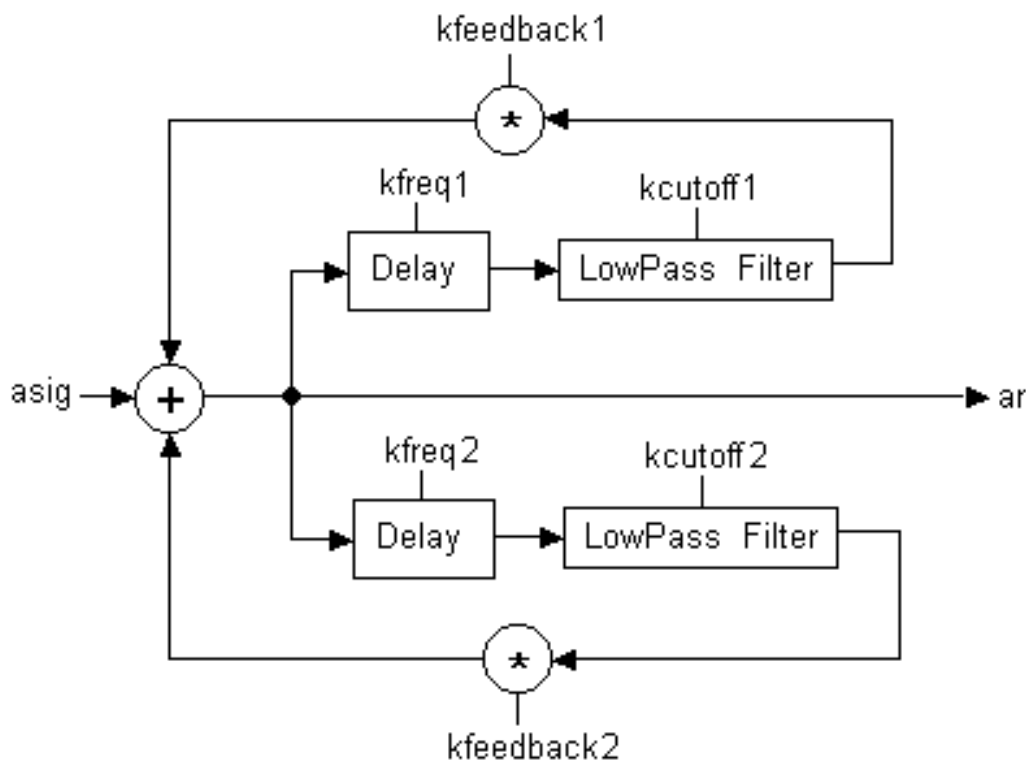 kfeedback1
*
kfreq1
kcutoff1
Delay
LowPass Filter
asig
+
ar
kfreq2
kcutoff2
Delay
LowPass Filter
*
kfeedback2